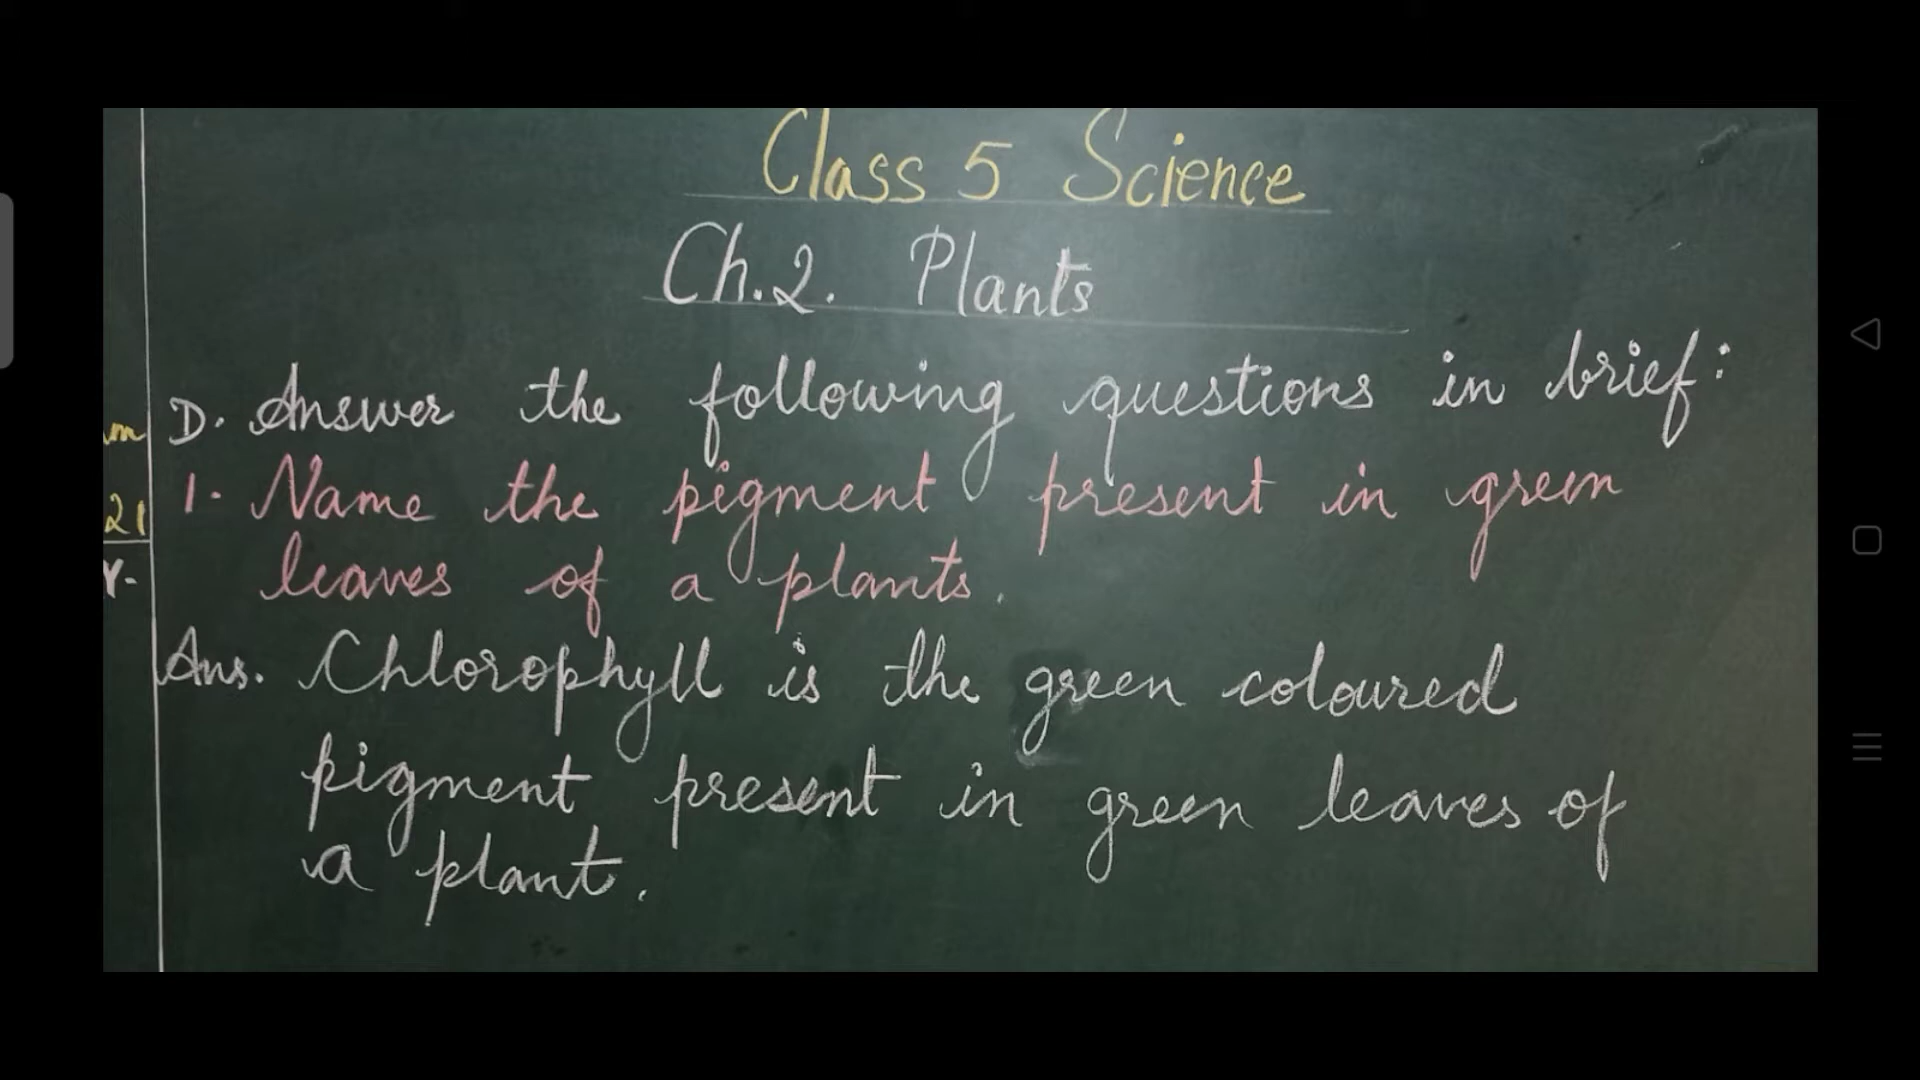 Class 5 Science
Ch.2. Plants
D. Answer the following questions in brief:
m
1. Name the pigment present in green
21
leaves of a plants.
Y-
Ans. Chlorophyll is the green coloured
pigment present in green leaves of
a plant.